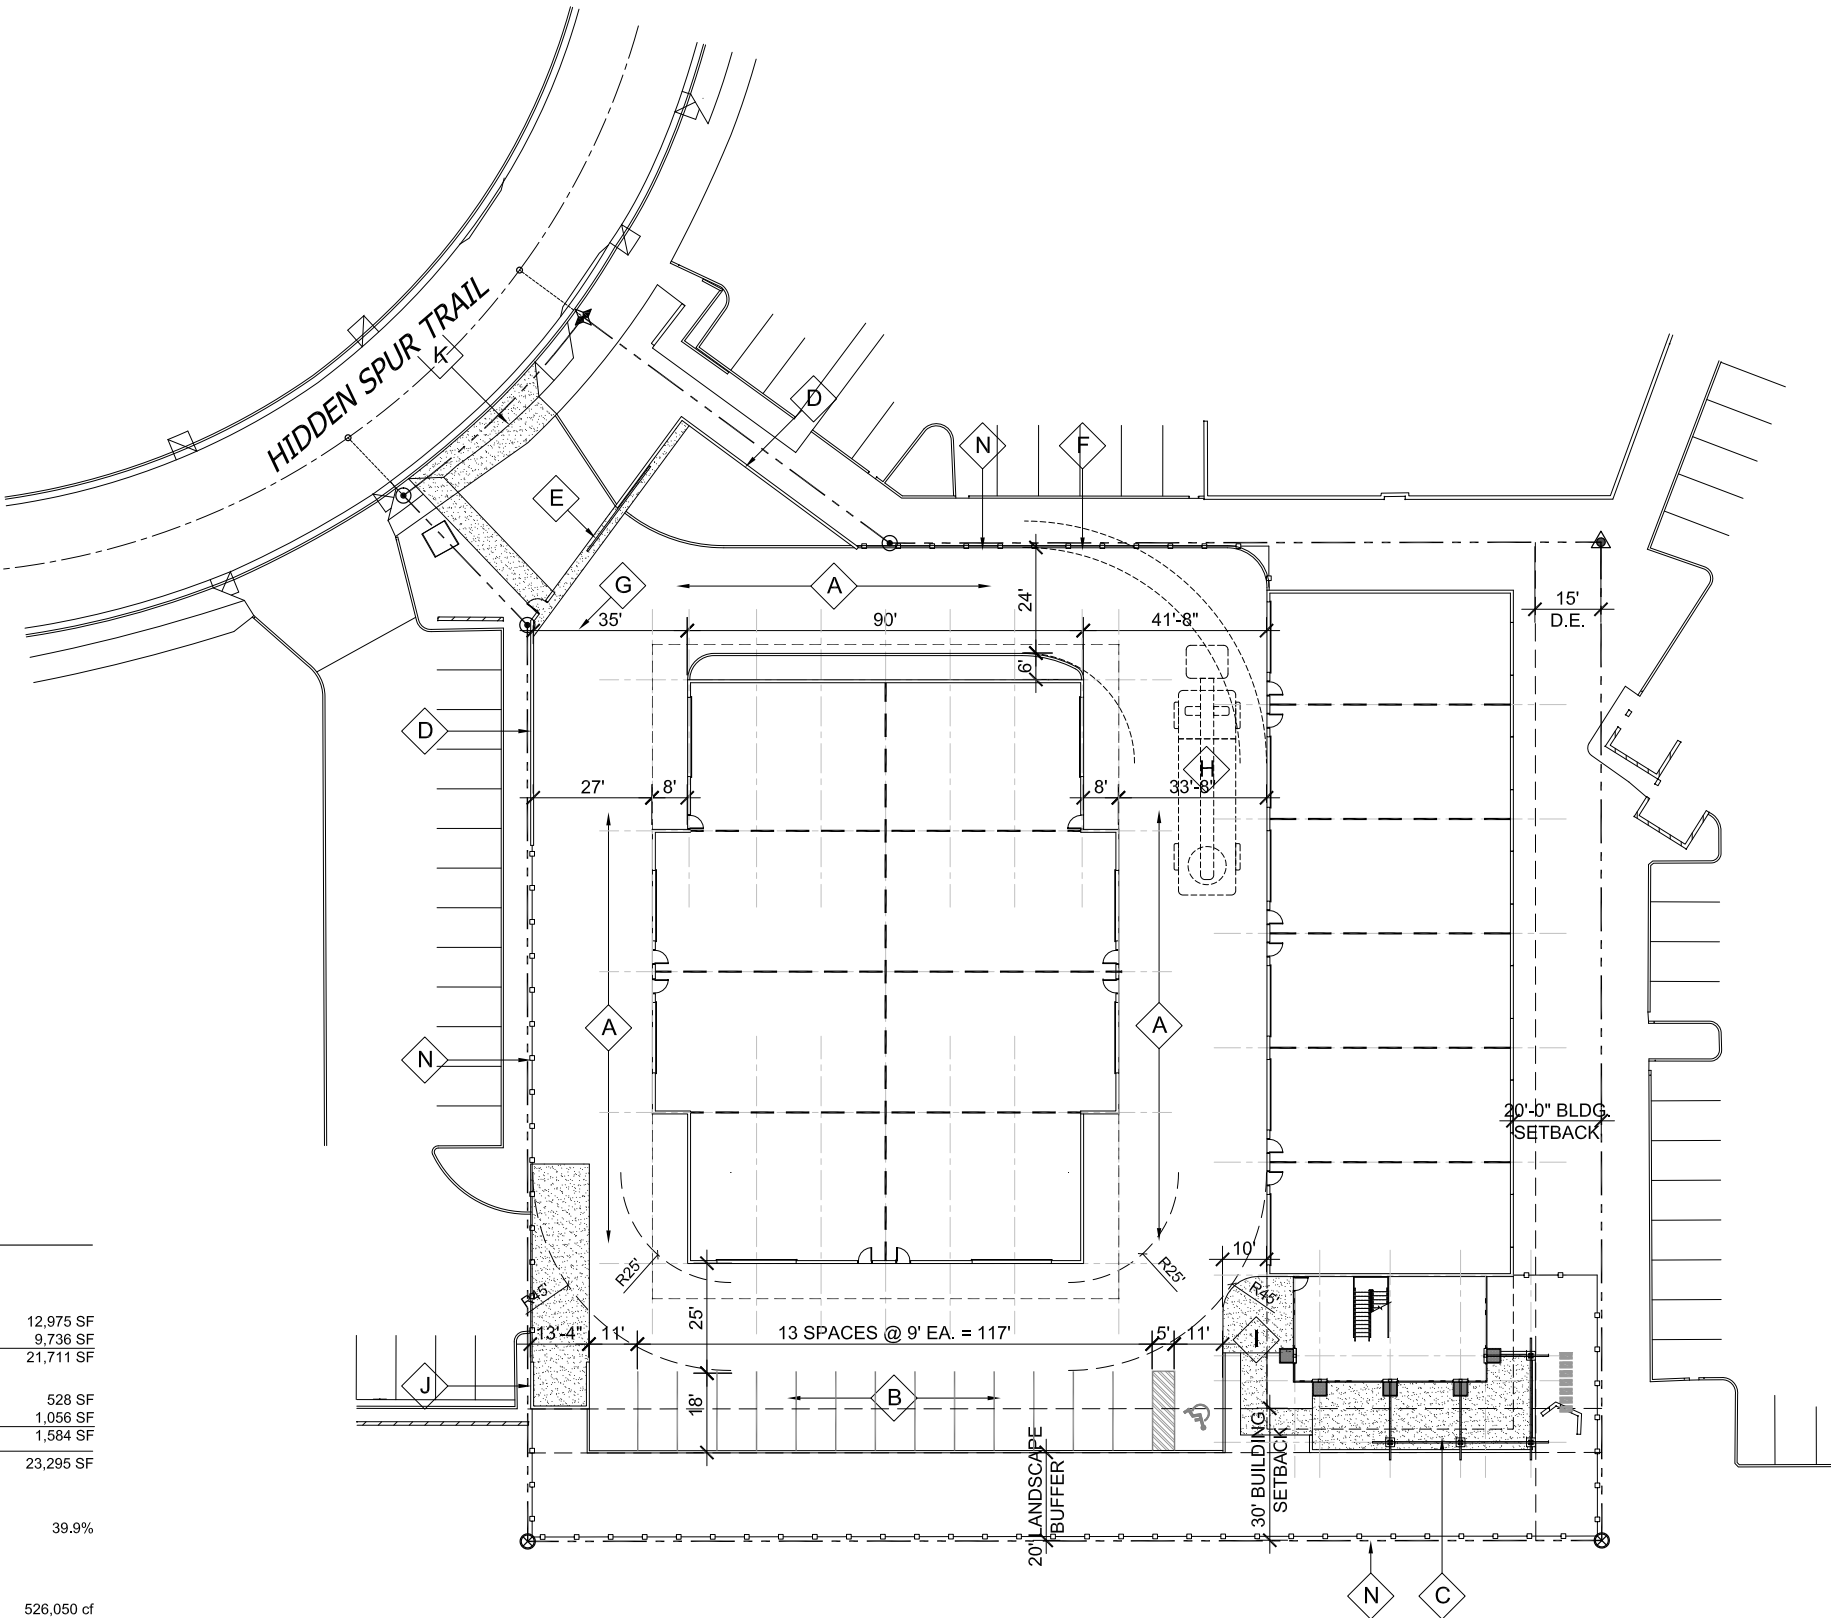 HIDDEN SPUR TRAIL
K
D
N
F
E
G
A
35'
90'
41'-8"
24'
6'
15'
D.E.
D
H
27'
8'
8'
33'-8"
A
A
N
20'-0" BLDG.
SETBACK
R25'
R25'
R45'
R45'
10'
25'
13'-4"
11'
13 SPACES @ 9' EA. = 117'
5'
11'
I
J
18'
B
20' LANDSCAPE
BUFFER
30' BUILDING
SETBACK
N
C
12,975 SF
9,736 SF
21,711 SF
528 SF
1,056 SF
1,584 SF
23,295 SF
39.9%
526,050 cf